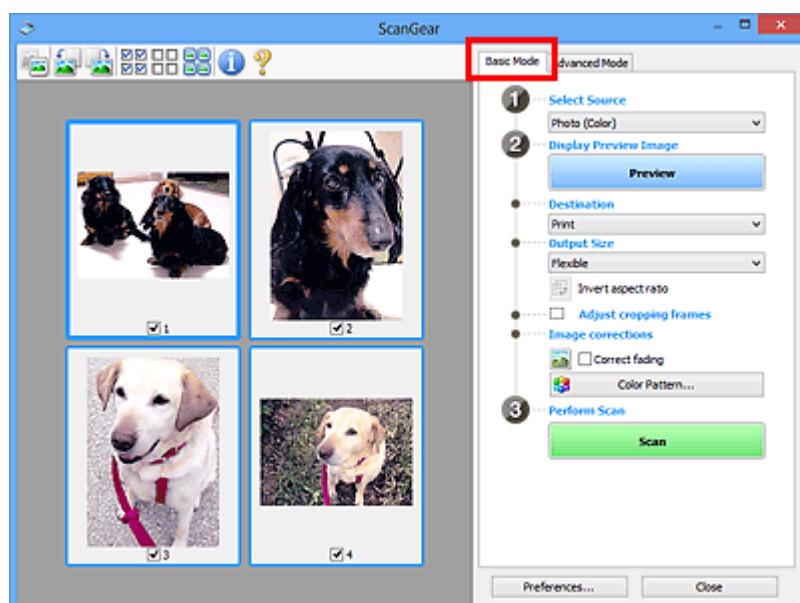 ScanGear
Basic Mode
Advanced Mode
1
Select Source
Photo (Color)
2
Display Preview Image
Preview
Destination
Print
Output Size
Flexible
Invert aspect ratio
Adjust cropping frames
Image corrections
Correct fading
Color Pattern...
3
Perform Scan
Scan
1
2
3
4
Preferences...
Close